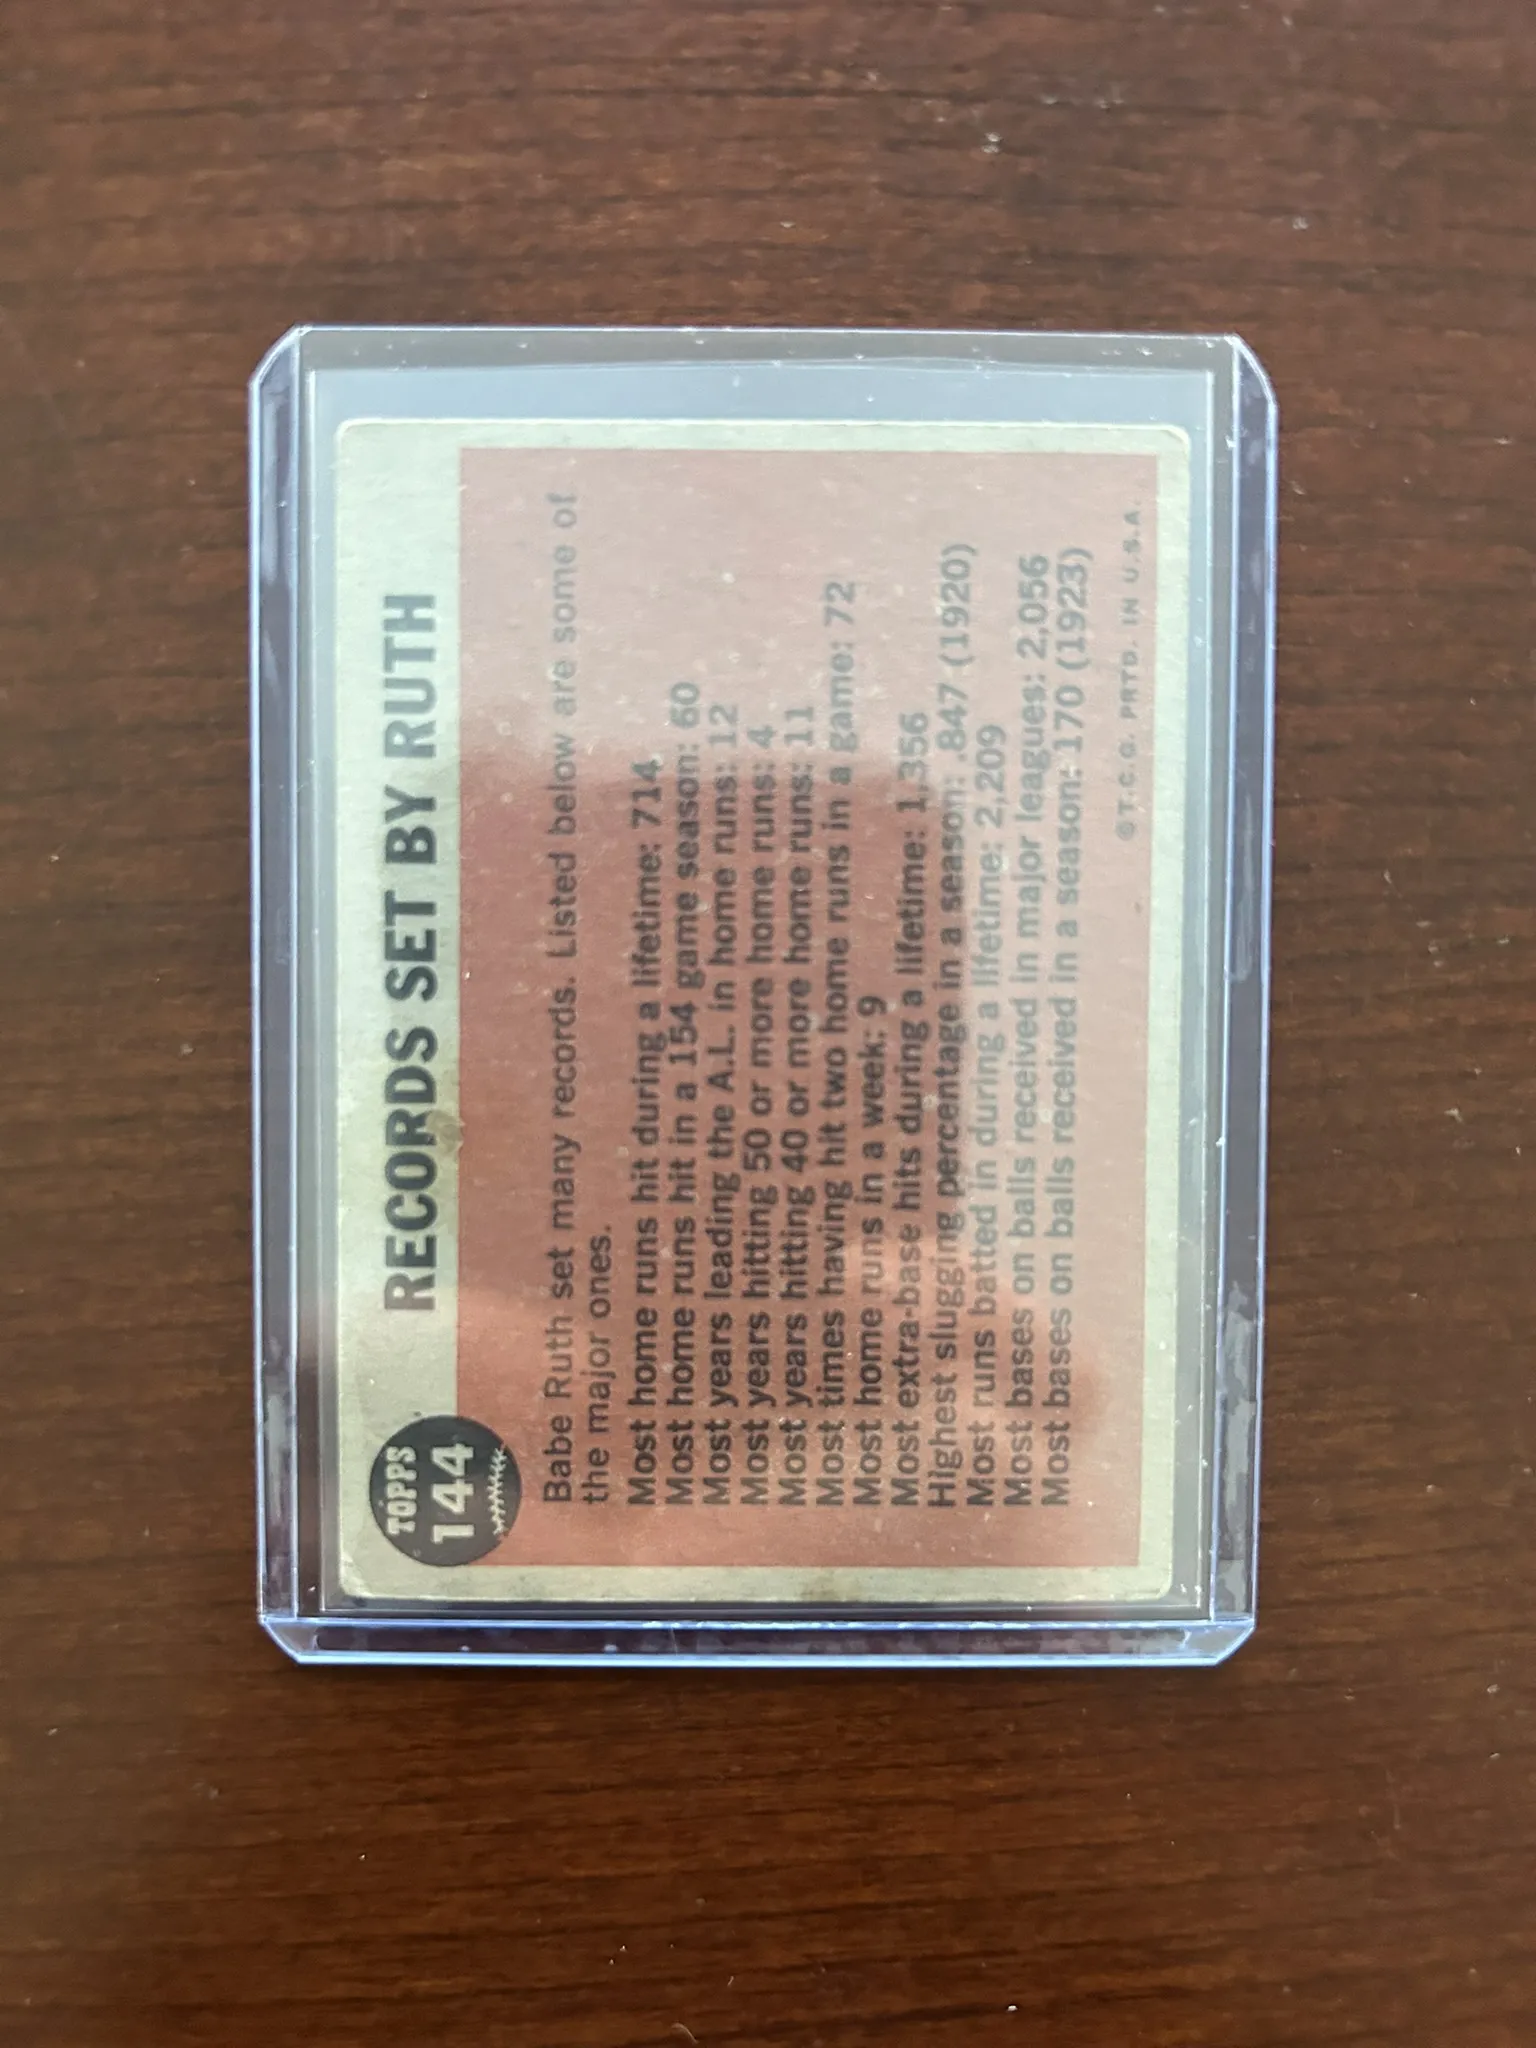 TOPPS
144
RECORDS SET BY RUTH
Babe Ruth set many records. Listed below are some of
the major ones.
Most home runs hit during a lifetime: 714
Most home runs hit in a 154 game season: 60
Most years leading the A.L. in home runs: 12
Most years hitting 50 or more home runs: 4
Most years hitting 40 or more home runs: 11
Most times having hit two home runs in a game: 72
Most home runs in a week: 9
Most extra-base hits during a lifetime: 1,356
Highest slugging percentage in a season: .847 (1920)
Most runs batted in during a lifetime: 2,209
Most bases on balls received in major leagues: 2,056
Most bases on balls received in a season: 170 (1923)
©T.C.G. PRTD. IN U.S.A.